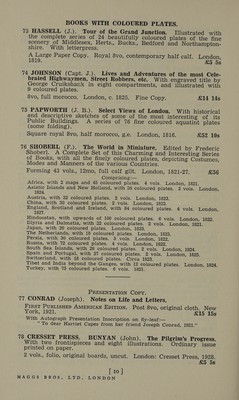 BOOKS WITH COLOURED PLATES.
73 HASSELL (J.). Tour of the Grand Junction. Illustrated with
the complete series of 24 beautifully coloured plates of the fine
scenery of Middlesex, Herts., Bucks., Bedford and Northampton-
shire. With letterpress.
A Large Paper Copy. Royal 8vo, contemporary half calf. London,
1819. £5 5s
74 JOHNSON (Capt. J.). Lives and Adventures of the most Cele-
brated Highwaymen, Street Robbers, etc. With engraved title by
George Cruikshank in eight compartments, and illustrated with
9 coloured plates.
8vo, full morocco. London, c. 1825. Fine Copy. £14 14s
75 PAPWORTH (J. B.). Select Views of London. With historical
and descriptive sketches of some of the most interesting of its
Public Buildings. A series of 76 fine coloured aquatint plates
(some folding).
Square royal 8vo, half morocco, g.e. London, 1816. £32 10s
76 SHOBERL (F.). The World in Miniature. Edited by Frederic
Shoberl. A Complete Set of this Charming and Interesting Series
of Books, with all the finely coloured plates, depicting Costumes,
Modes and Manners of the various Countries.
Forming 43 vols., 12mo, full calf gilt. London, 1821-27. £56
Comprising—
Africa, with 2 maps and 45 coloured plates. 4 vols. London, 1821.
Asiatic Islands and New Holland, with 26 coloured plates. 2 vols. London,
1824.
Austria, with 32 coloured plates. 2 vols. London, 1823.
China, with 30 coloured plates. 2 vols. London, 1823.
England, Scotland and Ireland, with 84 coloured plates. 4 vols. London,
1827.
Hindoostan, with upwards of 100 coloured plates. 6 vols. London, 1822.
Illyria and Dalmatia, with 32 coloured plates. 2 vols. London, 1821.
Japan, with 20 coloured plates. London, 1823.
The Netherlands, with 18 coloured plates. London, 1823.
Persia, with 30 coloured plates. 3 vols. London, 1822.
Russia, with 72 coloured plates. 4 vols. London, 1823.
South Sea Islands, with 26 coloured plates. 2 vols. London, 1824.
Spain and Portugal, with 27 coloured plates. 2 vols. London, 1825.
Switzerland, with 18 coloured plates. London, 1823.
Tibet and India beyond the Ganges, with 12 coloured plates. London, 1824.
Turkey, with 73 coloured plates. 6 vols. 1821.
PRESENTATION COPY.
77 CONRAD (Joseph). Notes on Life and Letters.
FIRST PUBLISHED AMERICAN EDITION. Post 8vo, original cloth. New
York, 1921. £15 15s
With Autograph Presentation Inscription on fly-leaf:—
"To dear Harriet Capes from her friend Joseph Conrad, 1921."
78 CRESSET PRESS. BUNYAN (John). The Pilgrim's Progress.
With two frontispieces and eight illustrations. Ordinary issue
printed on paper.
2 vols., folio, original boards, uncut. London: Cresset Press, 1928.
£5 5s
[ 10 ]
MAGGS BROS., LTD., LONDON